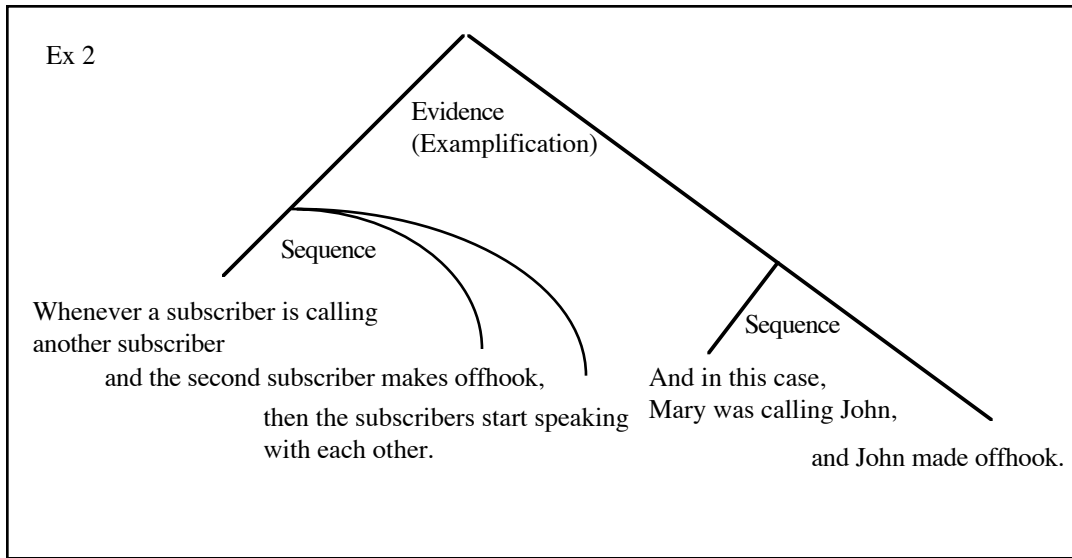 Ex 2
Evidence
(Examplification)
Sequence
Whenever a subscriber is calling
another subscriber
and the second subscriber makes offhook,
then the subscribers start speaking
with each other.
Sequence
And in this case,
Mary was calling John,
and John made offhook.